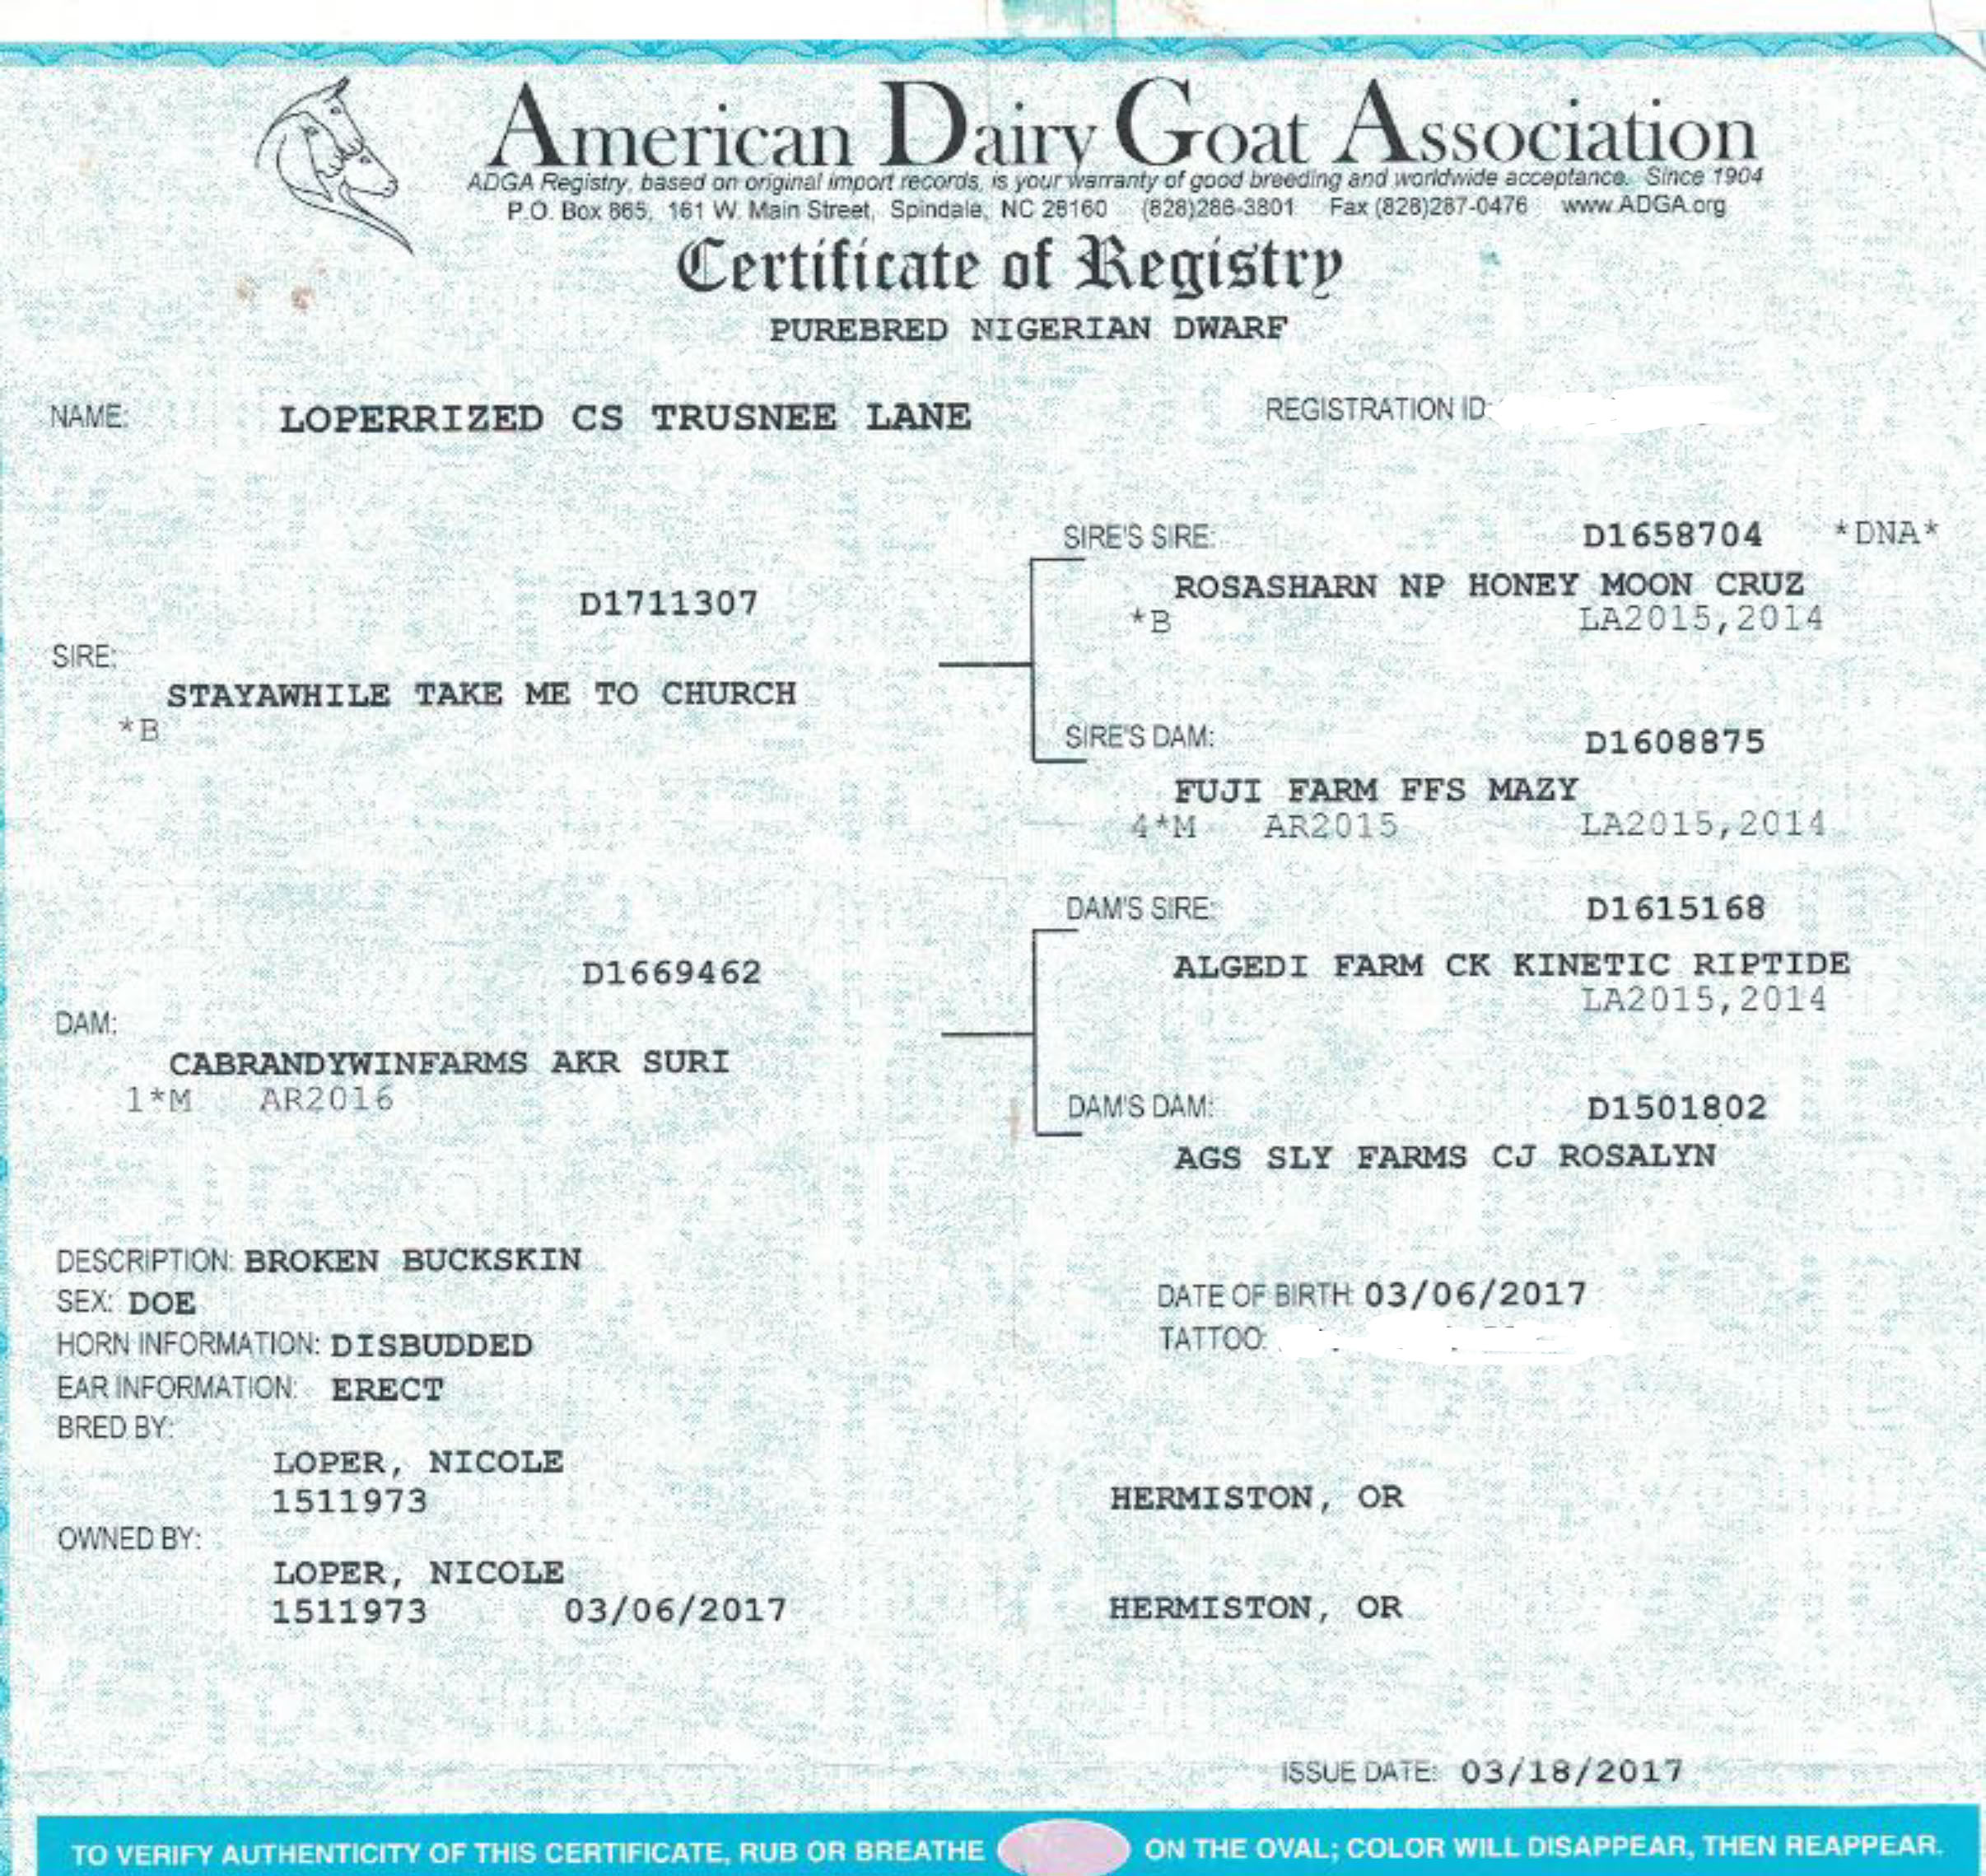 American Dairy Goat Association
ADGA Registry, based on original import records, is your warranty of good breeding and worldwide acceptance. Since 1904
P.O. Box 865, 161 W. Main Street, Spindale, NC 28160 (828)286-3801 Fax (828)287-0476 www.ADGA.org
Certificate of Registry
PUREBRED NIGERIAN DWARF
NAME: LOPERRIZED CS TRUSNEE LANE REGISTRATION ID:
SIRE'S SIRE: D1658704 *DNA*
ROSASHARN NP HONEY MOON CRUZ
*B LA2015,2014
D1711307
SIRE:
STAYAWHILE TAKE ME TO CHURCH
*B
SIRE'S DAM: D1608875
FUJI FARM FFS MAZY
4*M AR2015 LA2015,2014
DAM'S SIRE: D1615168
ALGEDI FARM CK KINETIC RIPTIDE
LA2015,2014
D1669462
DAM:
CABRANDYWINFARMS AKR SURI
1*M AR2016
DAM'S DAM: D1501802
AGS SLY FARMS CJ ROSALYN
DESCRIPTION: BROKEN BUCKSKIN
SEX: DOE
HORN INFORMATION: DISBUDDED
EAR INFORMATION: ERECT
DATE OF BIRTH: 03/06/2017
TATTOO:
BRED BY:
LOPER, NICOLE
1511973 HERMISTON, OR
OWNED BY:
LOPER, NICOLE
1511973 03/06/2017 HERMISTON, OR
ISSUE DATE: 03/18/2017
TO VERIFY AUTHENTICITY OF THIS CERTIFICATE, RUB OR BREATHE ON THE OVAL; COLOR WILL DISAPPEAR, THEN REAPPEAR.